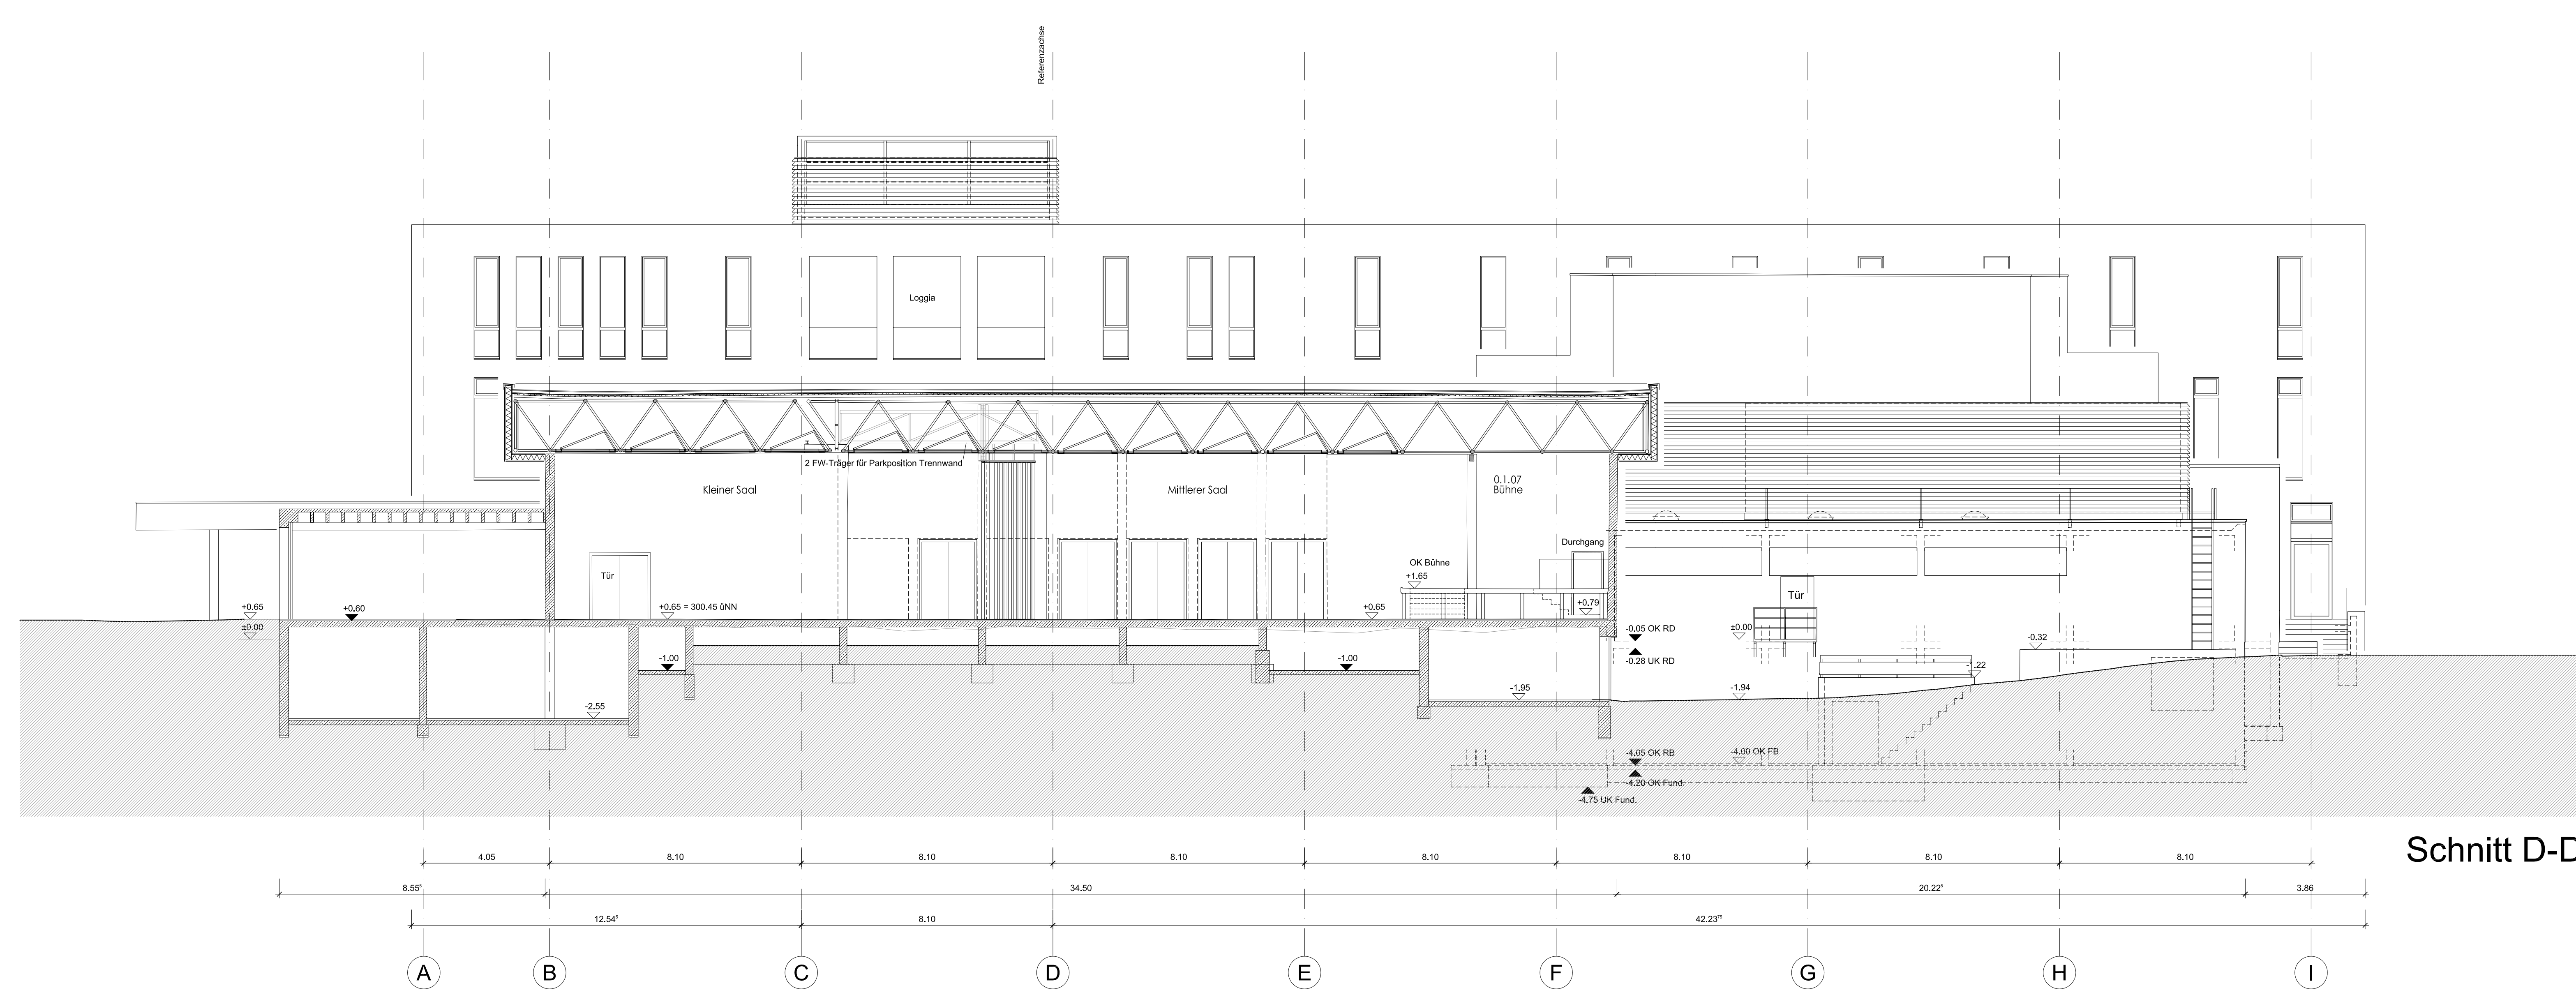 Referenzachse
Loggia
2 FW-Träger für Parkposition Trennwand
Kleiner Saal
Mittlerer Saal
0.1.07
Bühne
Durchgang
OK Bühne
Tür
+1.65
Tür
+0.65
+0.60
+0.65 = 300.45 üNN
+0.65
+0.79
±0.00
-0.05 OK RD
±0.00
-0.32
-1.00
-1.00
-0.28 UK RD
-1.22
-2.55
-1.95
-1.94
-4.05 OK RB
-4.00 OK FB
-4.20 OK Fund.
-4.75 UK Fund.
Schnitt D-D
4.05
8.10
8.10
8.10
8.10
8.10
8.10
8.10
8.55⁵
34.50
20.22⁵
3.86
12.54⁵
8.10
42.23⁷⁵
A
B
C
D
E
F
G
H
I